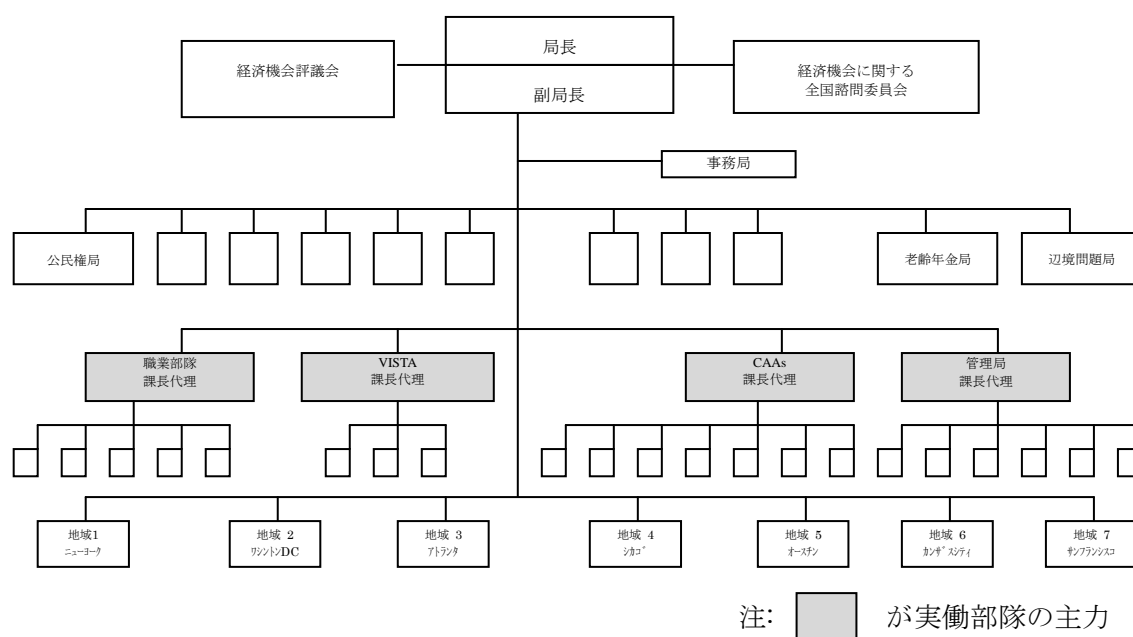 局長
経済機会評議会
経済機会に関する
全国諮問委員会
副局長
事務局
公民権局
老齢年金局
辺境問題局
職業部隊
課長代理
VISTA
課長代理
CAAs
課長代理
管理局
課長代理
地域1
ニューヨーク
地域 2
ワシントンDC
地域 3
アトランタ
地域 4
シカゴ
地域 5
オースチン
地域 6
カンザスシティ
地域 7
サンフランシスコ
注: が実働部隊の主力